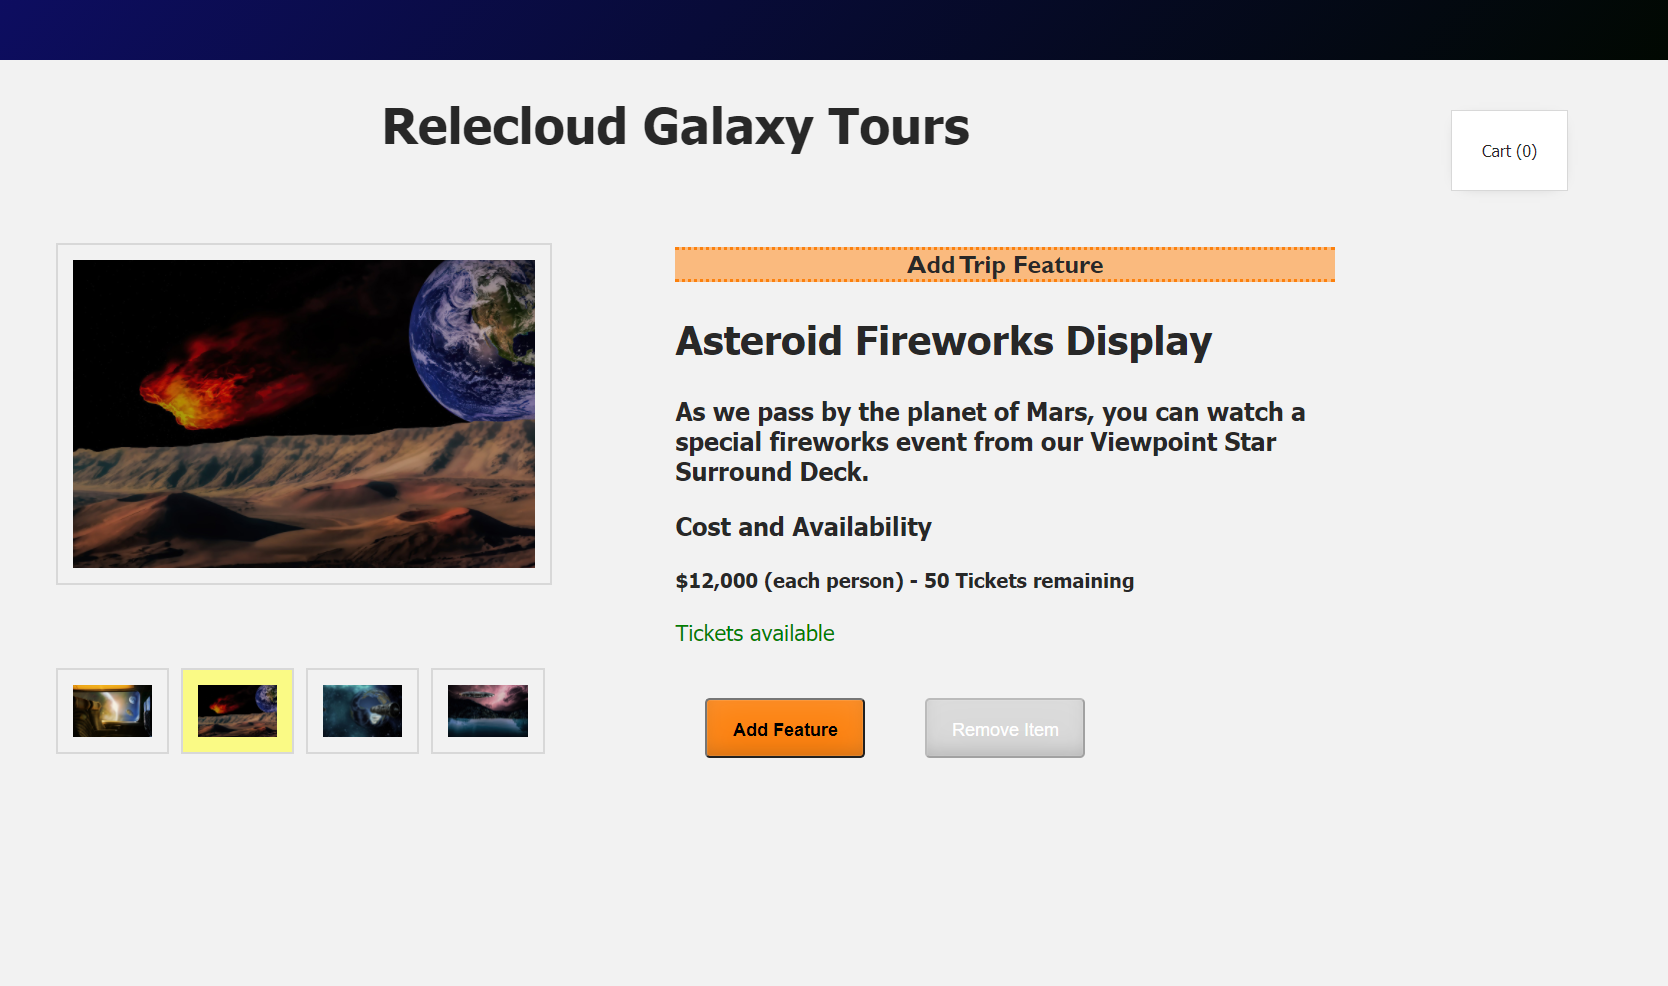 Relecloud Galaxy Tours
Cart (0)
Add Trip Feature
Asteroid Fireworks Display
As we pass by the planet of Mars, you can watch a
special fireworks event from our Viewpoint Star
Surround Deck.
Cost and Availability
$12,000 (each person) - 50 Tickets remaining
Tickets available
Add Feature
Remove Item